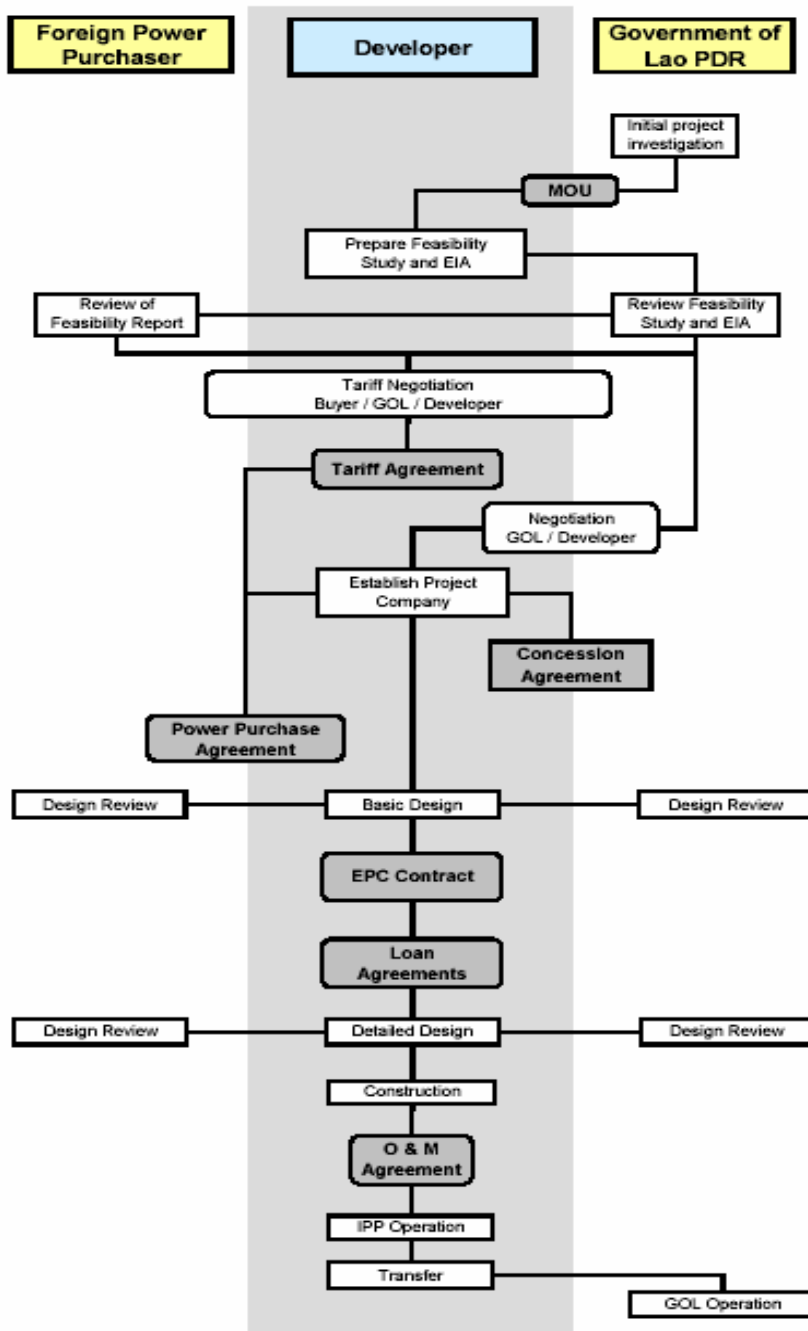 Foreign Power
Purchaser
Developer
Government of
Lao PDR
Initial project
investigation
MOU
Prepare Feasibility
Study and EIA
Review of
Feasibility Report
Review Feasibility
Study and EIA
Tariff Negotiation
Buyer / GOL / Developer
Tariff Agreement
Negotiation
GOL / Developer
Establish Project
Company
Concession
Agreement
Power Purchase
Agreement
Design Review
Basic Design
Design Review
EPC Contract
Loan
Agreements
Design Review
Detailed Design
Design Review
Construction
O & M
Agreement
IPP Operation
Transfer
GOL Operation